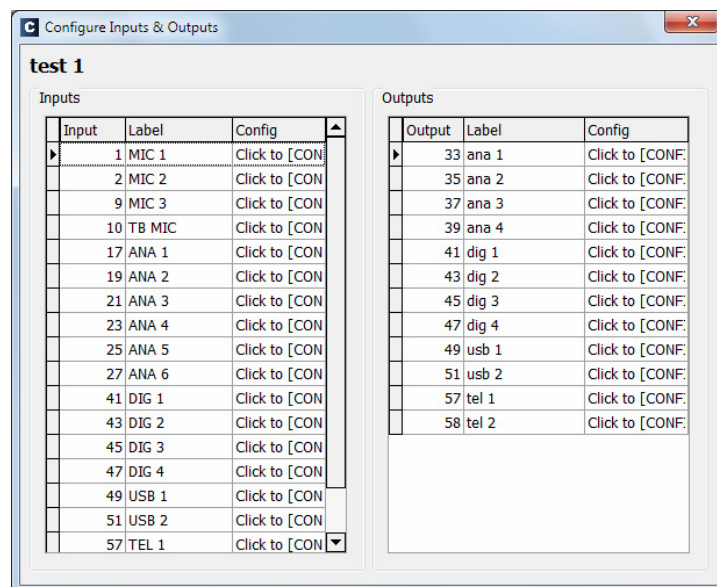 C Configure Inputs & Outputs
x
test 1
Inputs
Input Label Config
1 MIC 1 Click to [CON
2 MIC 2 Click to [CON
9 MIC 3 Click to [CON
10 TB MIC Click to [CON
17 ANA 1 Click to [CON
19 ANA 2 Click to [CON
21 ANA 3 Click to [CON
23 ANA 4 Click to [CON
25 ANA 5 Click to [CON
27 ANA 6 Click to [CON
41 DIG 1 Click to [CON
43 DIG 2 Click to [CON
45 DIG 3 Click to [CON
47 DIG 4 Click to [CON
49 USB 1 Click to [CON
51 USB 2 Click to [CON
57 TEL 1 Click to [CON
Outputs
Output Label Config
33 ana 1 Click to [CONF
35 ana 2 Click to [CONF
37 ana 3 Click to [CONF
39 ana 4 Click to [CONF
41 dig 1 Click to [CONF
43 dig 2 Click to [CONF
45 dig 3 Click to [CONF
47 dig 4 Click to [CONF
49 usb 1 Click to [CONF
51 usb 2 Click to [CONF
57 tel 1 Click to [CONF
58 tel 2 Click to [CONF